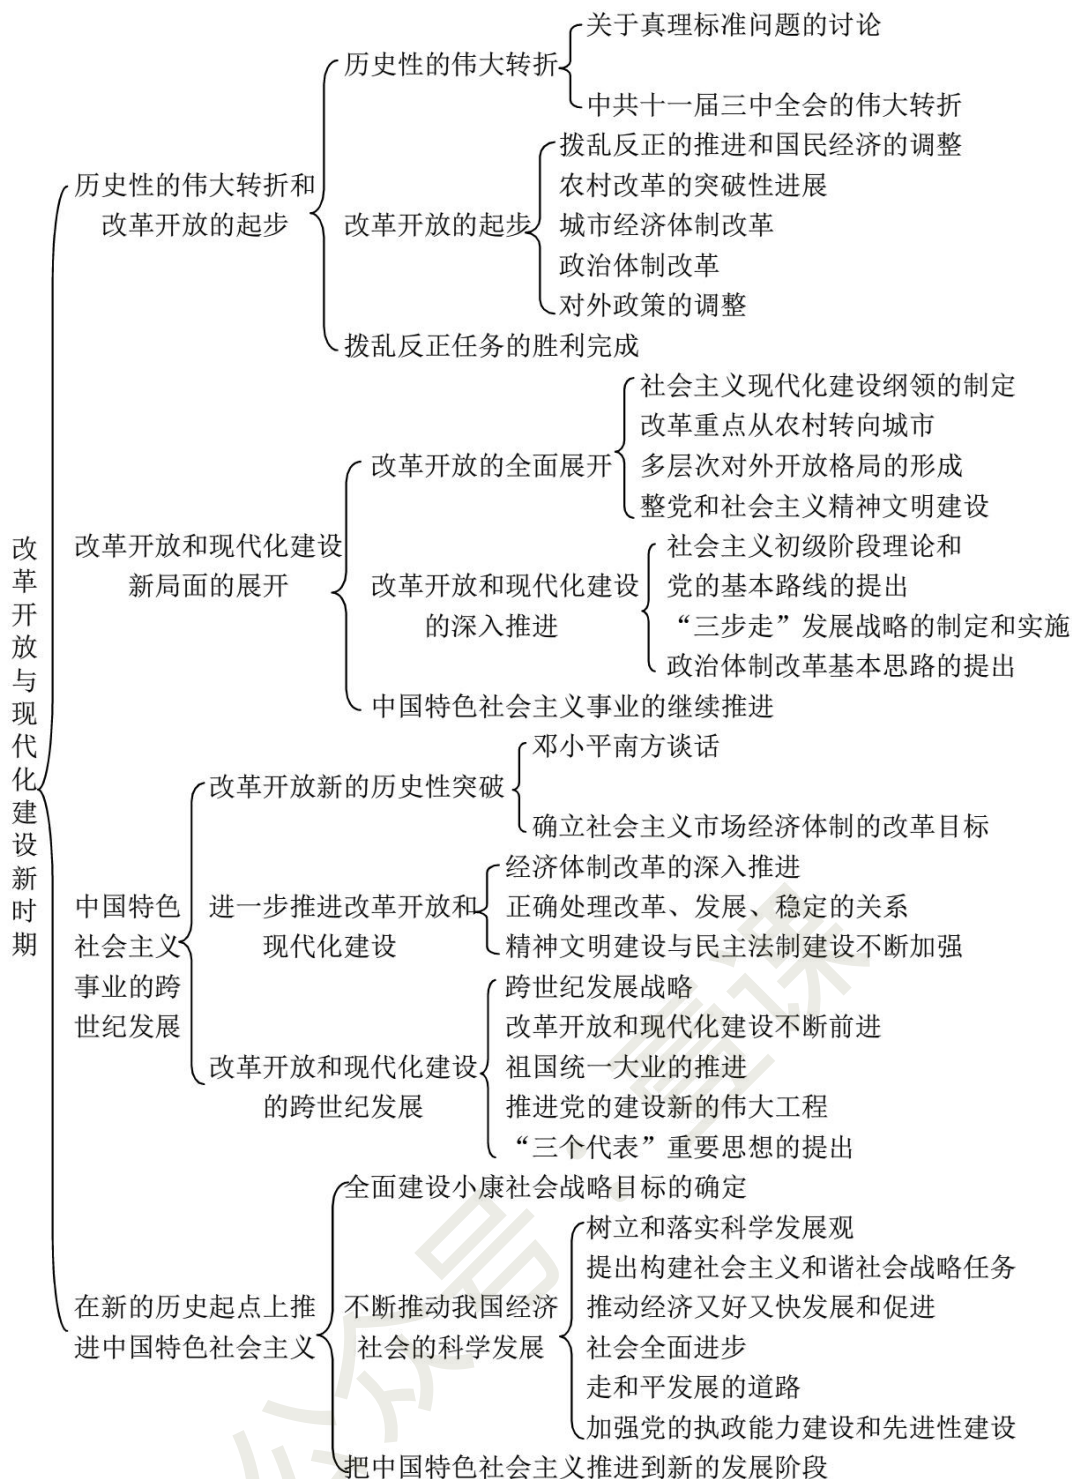 改革开放与现代化建设新时期
历史性的伟大转折和
改革开放的起步
历史性的伟大转折
关于真理标准问题的讨论
中共十一届三中全会的伟大转折
改革开放的起步
拨乱反正的推进和国民经济的调整
农村改革的突破性进展
城市经济体制改革
政治体制改革
对外政策的调整
拨乱反正任务的胜利完成
改革开放和现代化建设
新局面的展开
改革开放的全面展开
社会主义现代化建设纲领的制定
改革重点从农村转向城市
多层次对外开放格局的形成
整党和社会主义精神文明建设
改革开放和现代化建设
的深入推进
社会主义初级阶段理论和
党的基本路线的提出
“三步走”发展战略的制定和实施
政治体制改革基本思路的提出
中国特色社会主义事业的继续推进
中国特色
社会主义
事业的跨
世纪发展
改革开放新的历史性突破
邓小平南方谈话
确立社会主义市场经济体制的改革目标
进一步推进改革开放和
现代化建设
经济体制改革的深入推进
正确处理改革、发展、稳定的关系
精神文明建设与民主法制建设不断加强
改革开放和现代化建设
的跨世纪发展
跨世纪发展战略
改革开放和现代化建设不断前进
祖国统一大业的推进
推进党的建设新的伟大工程
“三个代表”重要思想的提出
在新的历史起点上推
进中国特色社会主义
全面建设小康社会战略目标的确定
不断推动我国经济
社会的科学发展
树立和落实科学发展观
提出构建社会主义和谐社会战略任务
推动经济又好又快发展和促进
社会全面进步
走和平发展的道路
加强党的执政能力建设和先进性建设
把中国特色社会主义推进到新的发展阶段
公众号：壹课